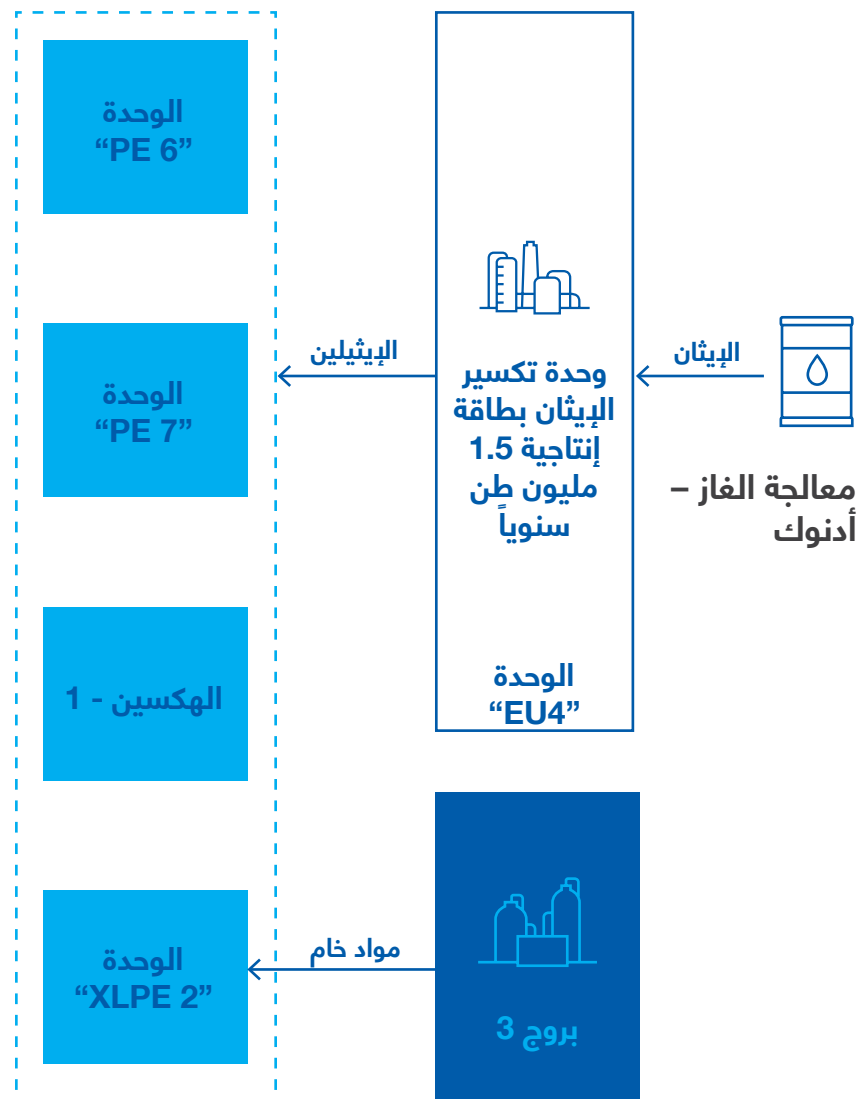 معالجة الغاز –
أدنوك
الإيثان
وحدة تكسير
الإيثان بطاقة
إنتاجية 1.5
مليون طن
سنوياً
الوحدة
“EU4”
الإيثيلين
الوحدة
“PE 6”
الوحدة
“PE 7”
الهكسين - 1
بروج 3
مواد خام
الوحدة
“XLPE 2”